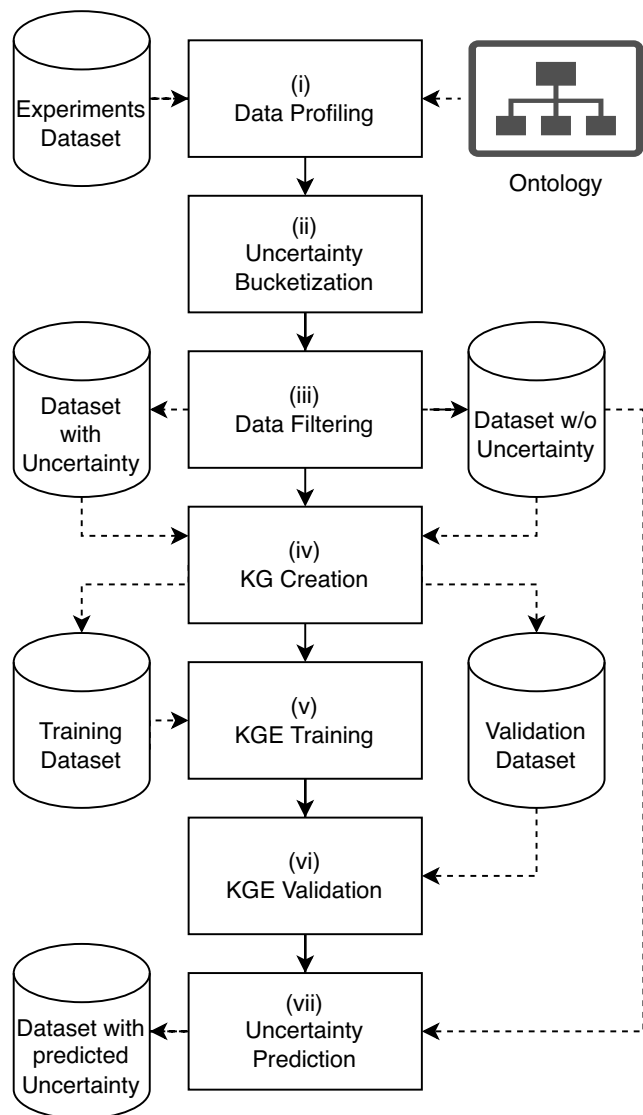 Experiments
Dataset
(i)
Data Profiling
Ontology
(ii)
Uncertainty
Bucketization
Dataset
with
Uncertainty
(iii)
Data Filtering
Dataset w/o
Uncertainty
(iv)
KG Creation
Training
Dataset
(v)
KGE Training
Validation
Dataset
(vi)
KGE Validation
Dataset with
predicted
Uncertainty
(vii)
Uncertainty
Prediction